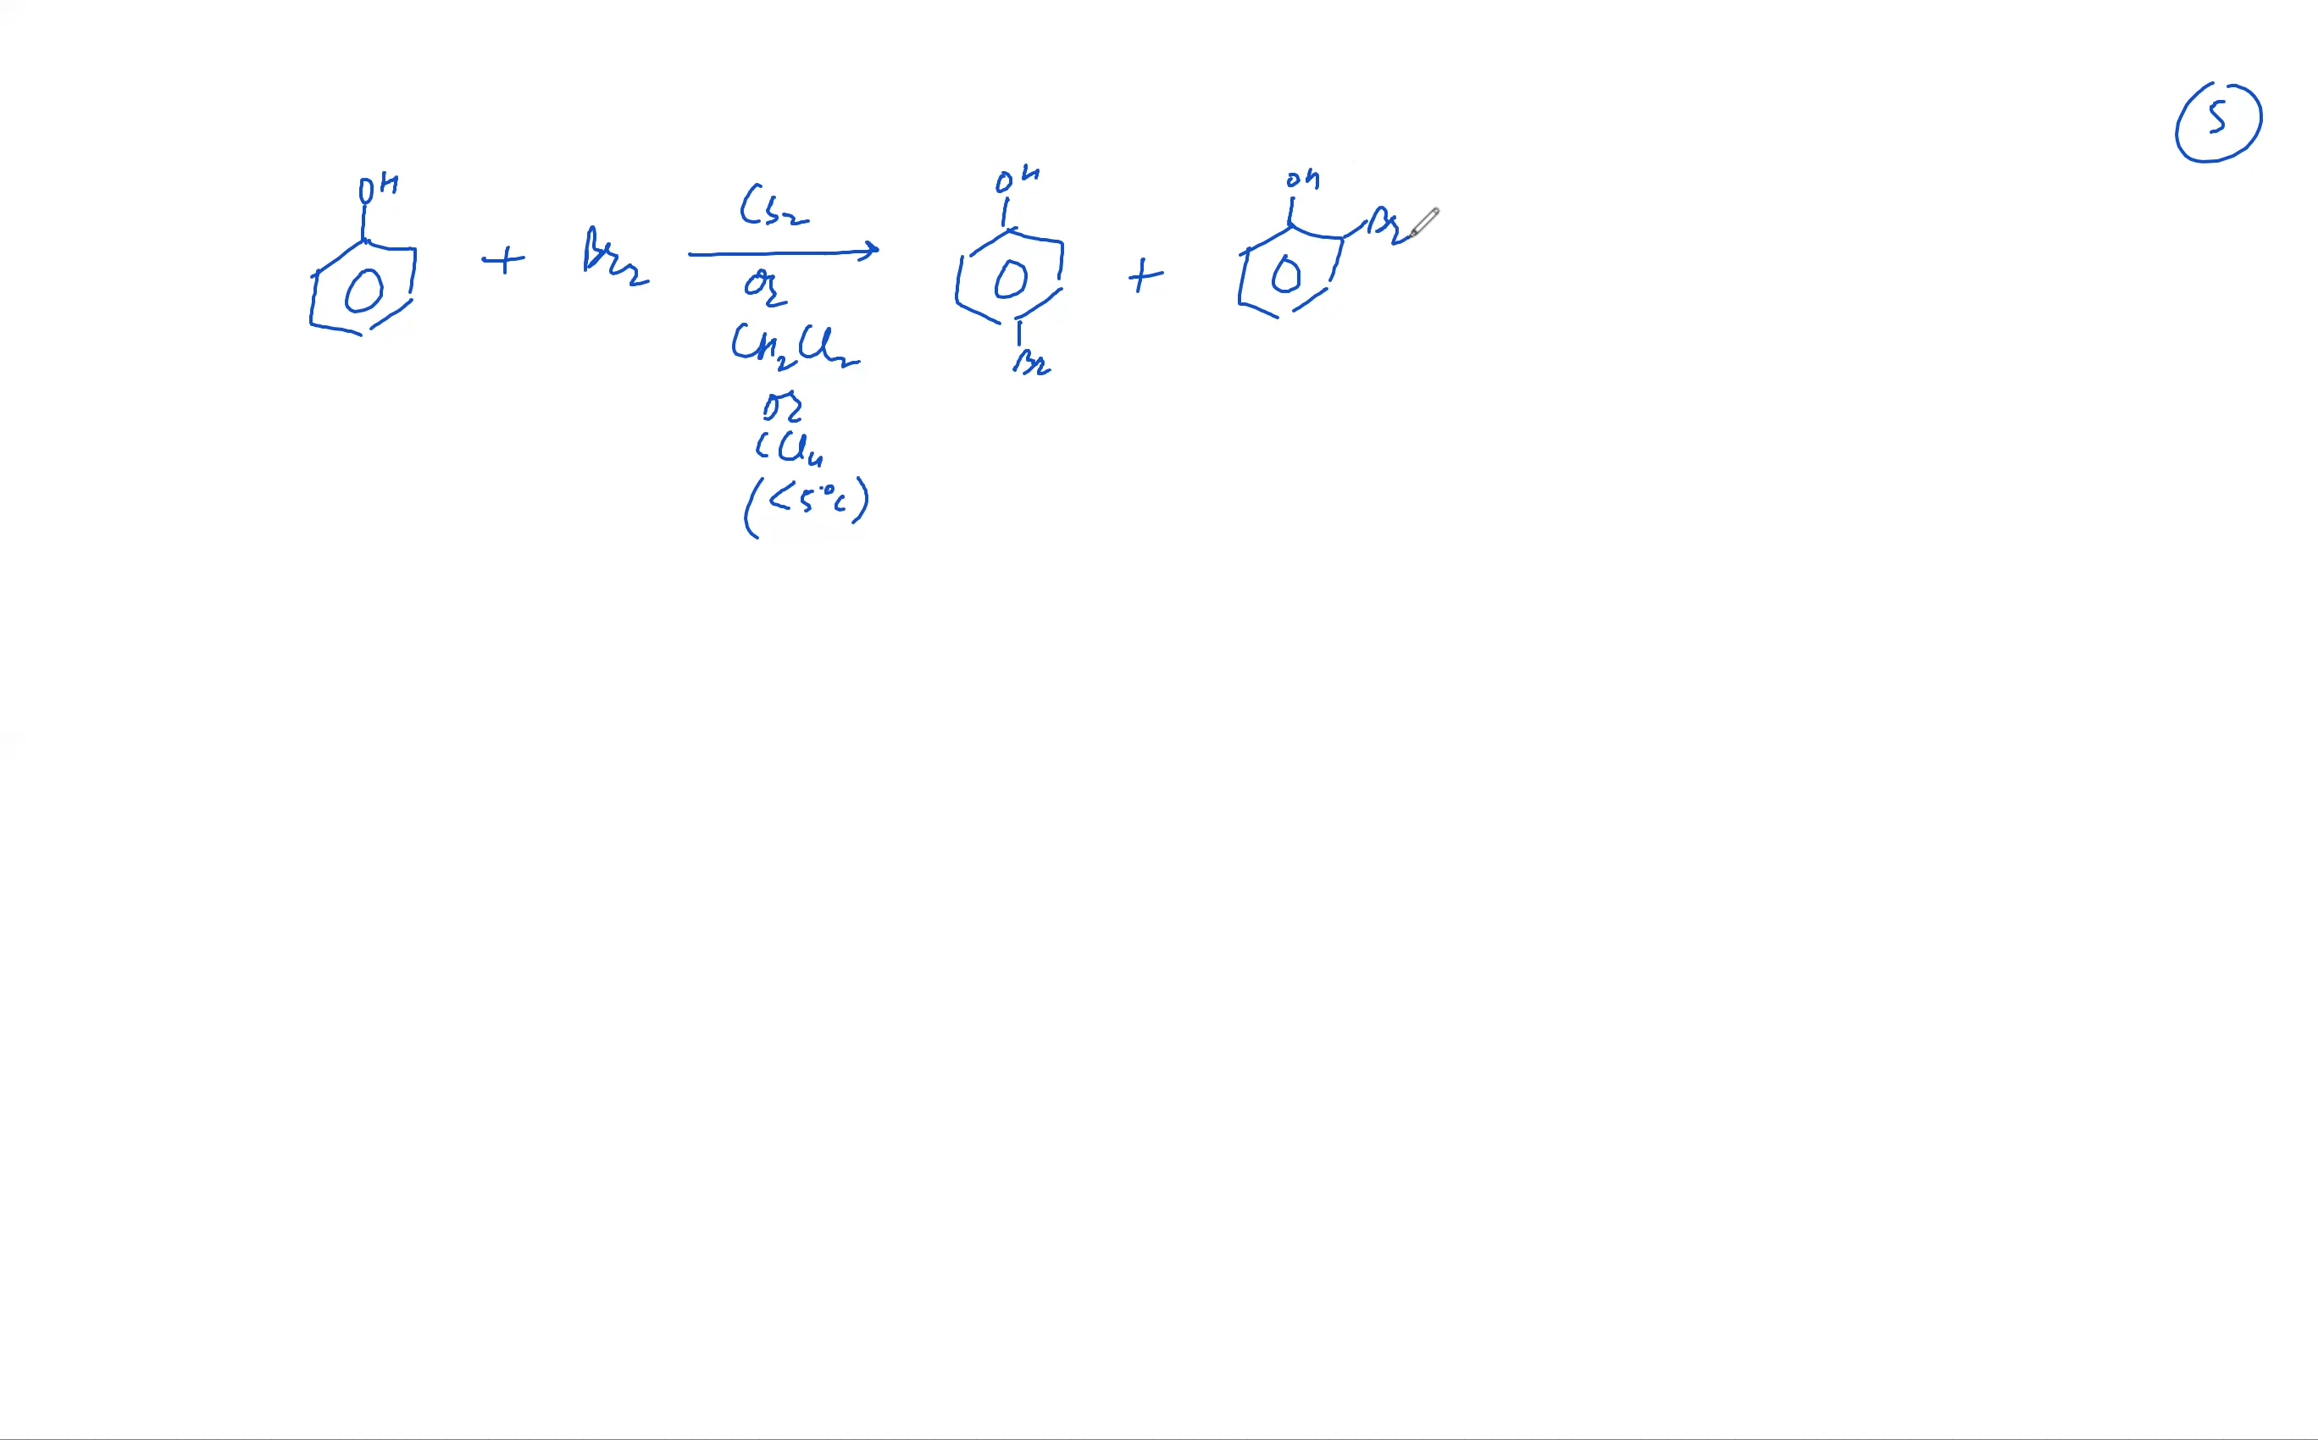 5
OH
+ Br2
CS2
or
CH2Cl2
or
CCl4
(<5°C)
OH
Br
+
OH
Br